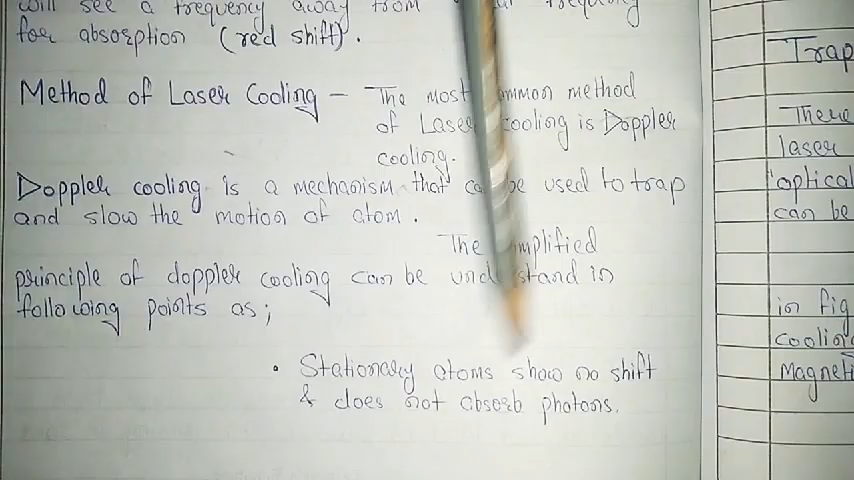 will see a frequency away from
for absorption (red shift).
Method of Laser Cooling – The most common method
of Laser cooling is Doppler
cooling.
Doppler cooling is a mechanism that can be used to trap
and slow the motion of atom.
The simplified
principle of doppler cooling can be understand in
following points as;
• Stationary atoms show no shift
& does not absorb photons.
Trap
There
laser
optical
can be
in fig
cooling
Magneti